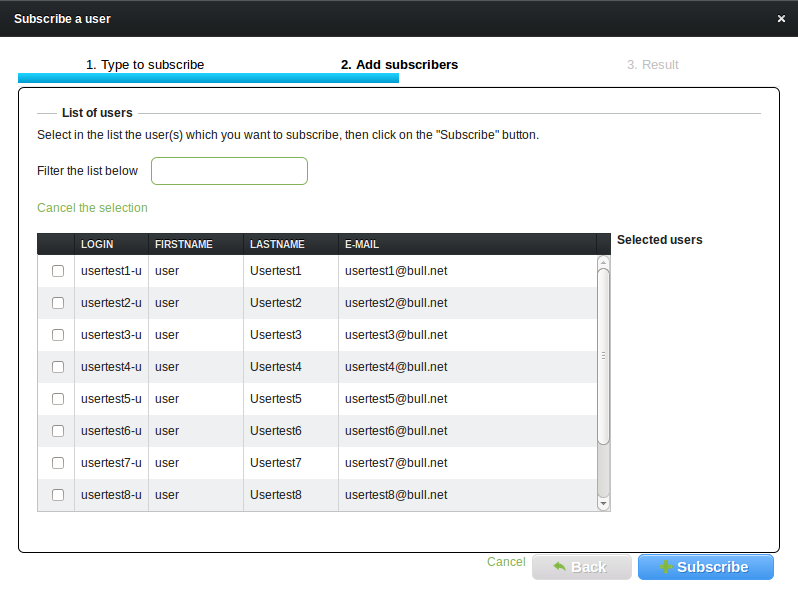 Subscribe a user ×
1. Type to subscribe 2. Add subscribers 3. Result
List of users
Select in the list the user(s) which you want to subscribe, then click on the "Subscribe" button.
Filter the list below
Cancel the selection
LOGIN FIRSTNAME LASTNAME E-MAIL Selected users
usertest1-u user Usertest1 usertest1@bull.net
usertest2-u user Usertest2 usertest2@bull.net
usertest3-u user Usertest3 usertest3@bull.net
usertest4-u user Usertest4 usertest4@bull.net
usertest5-u user Usertest5 usertest5@bull.net
usertest6-u user Usertest6 usertest6@bull.net
usertest7-u user Usertest7 usertest7@bull.net
usertest8-u user Usertest8 usertest8@bull.net
Cancel Back Subscribe